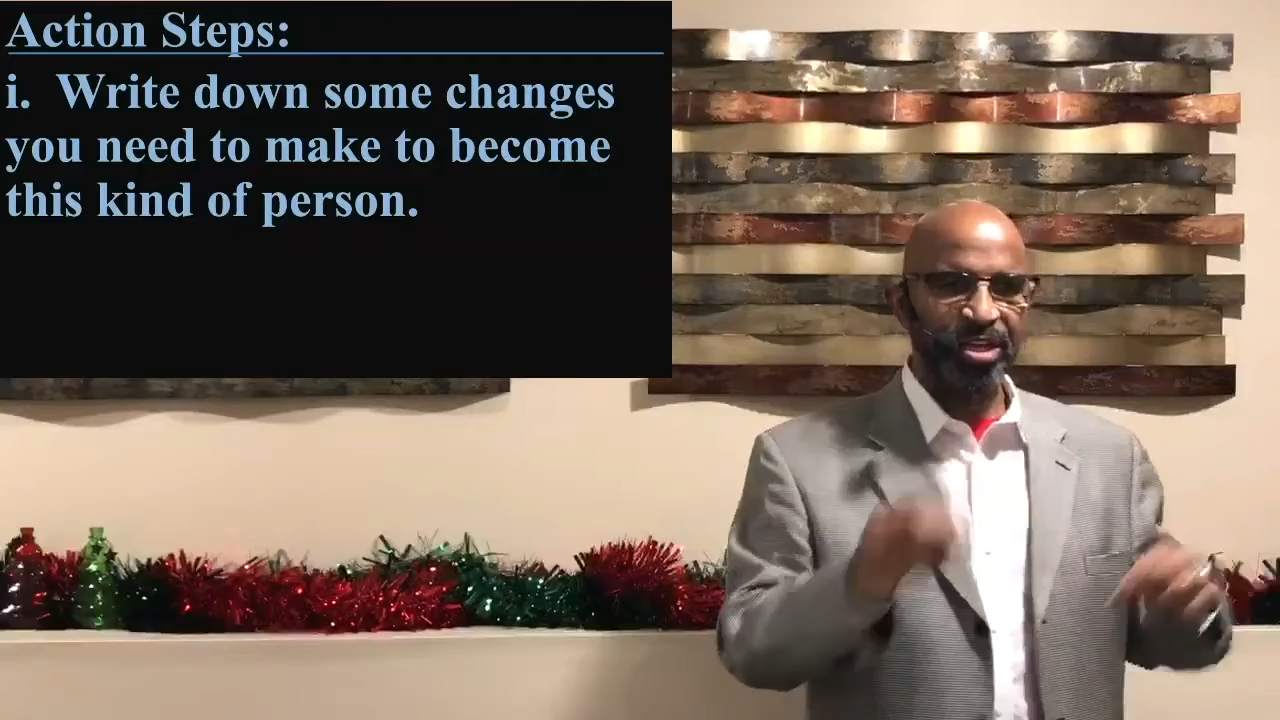 Action Steps:
i. Write down some changes
you need to make to become
this kind of person.